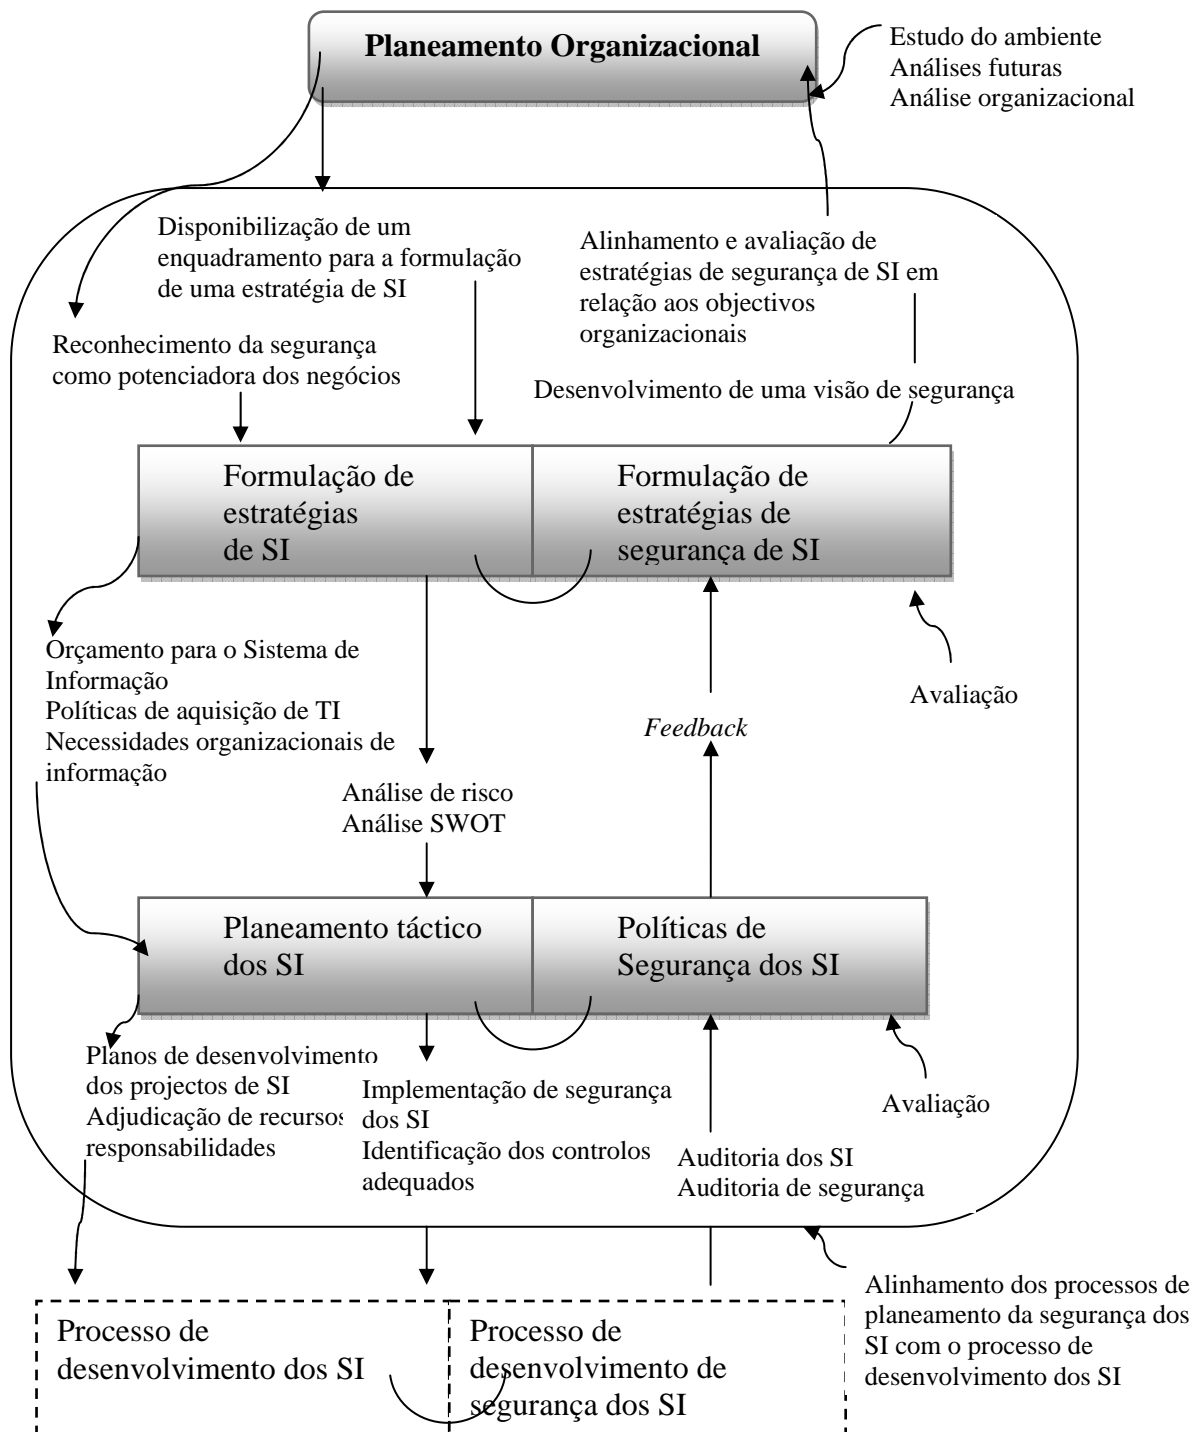 Planeamento Organizacional
Estudo do ambiente
Análises futuras
Análise organizacional
Disponibilização de um
enquadramento para a formulação
de uma estratégia de SI
Alinhamento e avaliação de
estratégias de segurança de SI em
relação aos objectivos
organizacionais
Reconhecimento da segurança
como potenciadora dos negócios
Desenvolvimento de uma visão de segurança
Formulação de
estratégias
de SI
Formulação de
estratégias de
segurança de SI
Orçamento para o Sistema de
Informação
Políticas de aquisição de TI
Necessidades organizacionais de
informação
Avaliação
Feedback
Análise de risco
Análise SWOT
Planeamento táctico
dos SI
Políticas de
Segurança dos SI
Planos de desenvolvimento
dos projectos de SI
Adjudicação de recursos
responsabilidades
Implementação de segurança
dos SI
Identificação dos controlos
adequados
Avaliação
Auditoria dos SI
Auditoria de segurança
Alinhamento dos processos de
planeamento da segurança dos
SI com o processo de
desenvolvimento dos SI
Processo de
desenvolvimento dos SI
Processo de
desenvolvimento de
segurança dos SI